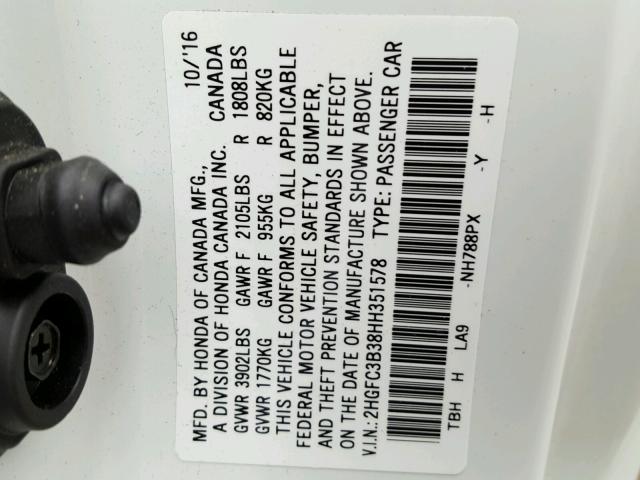 MFD. BY HONDA OF CANADA MFG., 10/'16
A DIVISION OF HONDA CANADA INC. CANADA
GVWR 3902LBS GAWR F 2105LBS R 1808LBS
GVWR 1770KG GAWR F 955KG R 820KG
THIS VEHICLE CONFORMS TO ALL APPLICABLE
FEDERAL MOTOR VEHICLE SAFETY, BUMPER,
AND THEFT PREVENTION STANDARDS IN EFFECT
ON THE DATE OF MANUFACTURE SHOWN ABOVE.
V.I.N.: 2HGFC3B38HH351578 TYPE: PASSENGER CAR
TBH H LA9 -NH788PX -Y -H